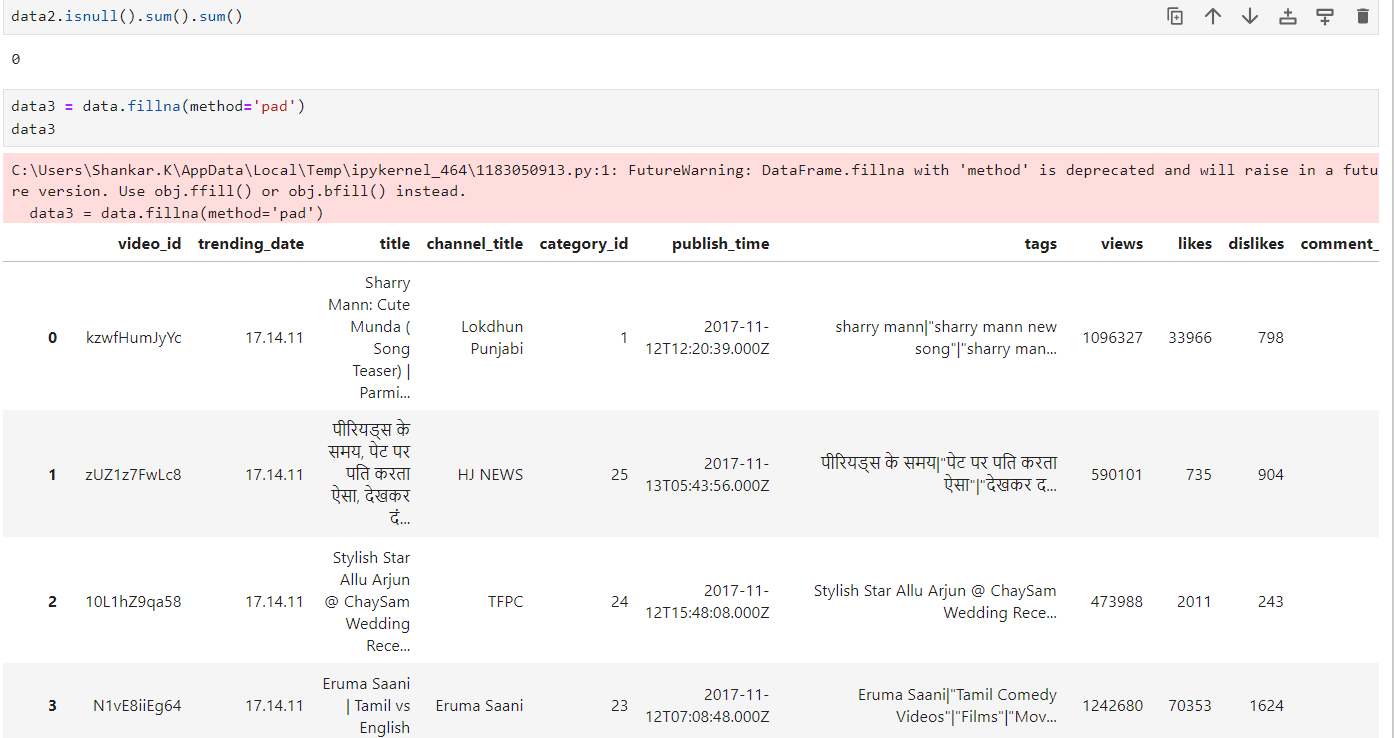 data2.isnull().sum().sum()
0
data3 = data.fillna(method='pad')
data3
C:\Users\Shankar.K\AppData\Local\Temp\ipykernel_464\1183050913.py:1: FutureWarning: DataFrame.fillna with 'method' is deprecated and will raise in a futu
re version. Use obj.ffill() or obj.bfill() instead.
  data3 = data.fillna(method='pad')
video_id trending_date title channel_title category_id publish_time tags views likes dislikes comment_
Sharry
Mann: Cute
Munda (
Song
Teaser) |
Parmi...
0 kzwfHumJyYc 17.14.11
Lokdhun
Punjabi
1
2017-11-
12T12:20:39.000Z
sharry mann|"sharry mann new
song"|"sharry man...
1096327 33966 798
पीरियड्स के
समय, पेट पर
पति करता
ऐसा, देखकर
दं...
1 zUZ1z7FwLc8 17.14.11
HJ NEWS 25
2017-11-
13T05:43:56.000Z
पीरियड्स के समय|"पेट पर पति करता
ऐसा"|"देखकर द...
590101 735 904
Stylish Star
Allu Arjun
@ ChaySam
Wedding
Rece...
2 10L1hZ9qa58 17.14.11
TFPC 24
2017-11-
12T15:48:08.000Z
Stylish Star Allu Arjun @ ChaySam
Wedding Rece...
473988 2011 243
Eruma Saani
| Tamil vs
English
3 N1vE8iiEg64 17.14.11
Eruma Saani 23
2017-11-
12T07:08:48.000Z
Eruma Saani|"Tamil Comedy
Videos"|"Films"|"Mov...
1242680 70353 1624